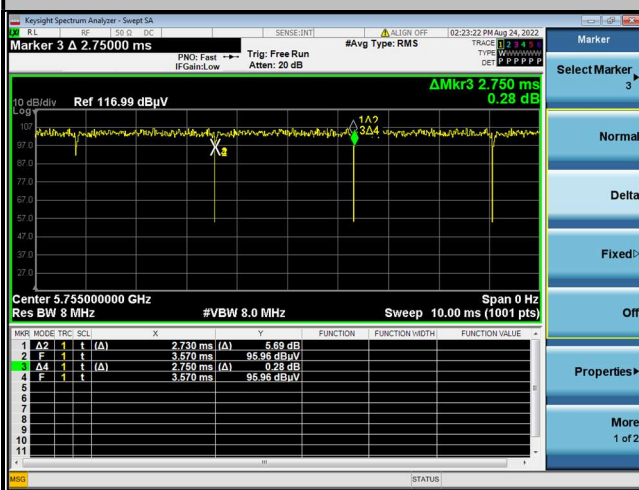 Keysight Spectrum Analyzer - Swept SA
RL RF 50 Ω DC SENSE:INT ALIGN OFF 02:23:22 PM Aug 24, 2022
Marker 3 Δ 2.75000 ms
PNO: Fast
IFGain:Low
Trig: Free Run
Atten: 20 dB
#Avg Type: RMS
TRACE 1 2 3 4 5 6
TYPE WWWWWW
DET P P P P P P
ΔMkr3 2.750 ms
0.28 dB
10 dB/div Ref 116.99 dBµV
Log
107
97.0
87.0
77.0
67.0
57.0
47.0
37.0
27.0
1Δ2
3Δ4
Center 5.755000000 GHz Span 0 Hz
Res BW 8 MHz #VBW 8.0 MHz Sweep 10.00 ms (1001 pts)
MKR MODE TRC SCL X Y FUNCTION FUNCTION WIDTH FUNCTION VALUE
1 Δ2 1 t (Δ) 2.730 ms (Δ) 5.69 dB
2 F 1 t 3.570 ms 95.96 dBµV
3 Δ4 1 t (Δ) 2.750 ms (Δ) 0.28 dB
4 F 1 t 3.570 ms 95.96 dBµV
5
6
7
8
9
10
11
MSG STATUS
Marker
Select Marker
3
Normal
Delta
Fixed
Off
Properties
More
1 of 2